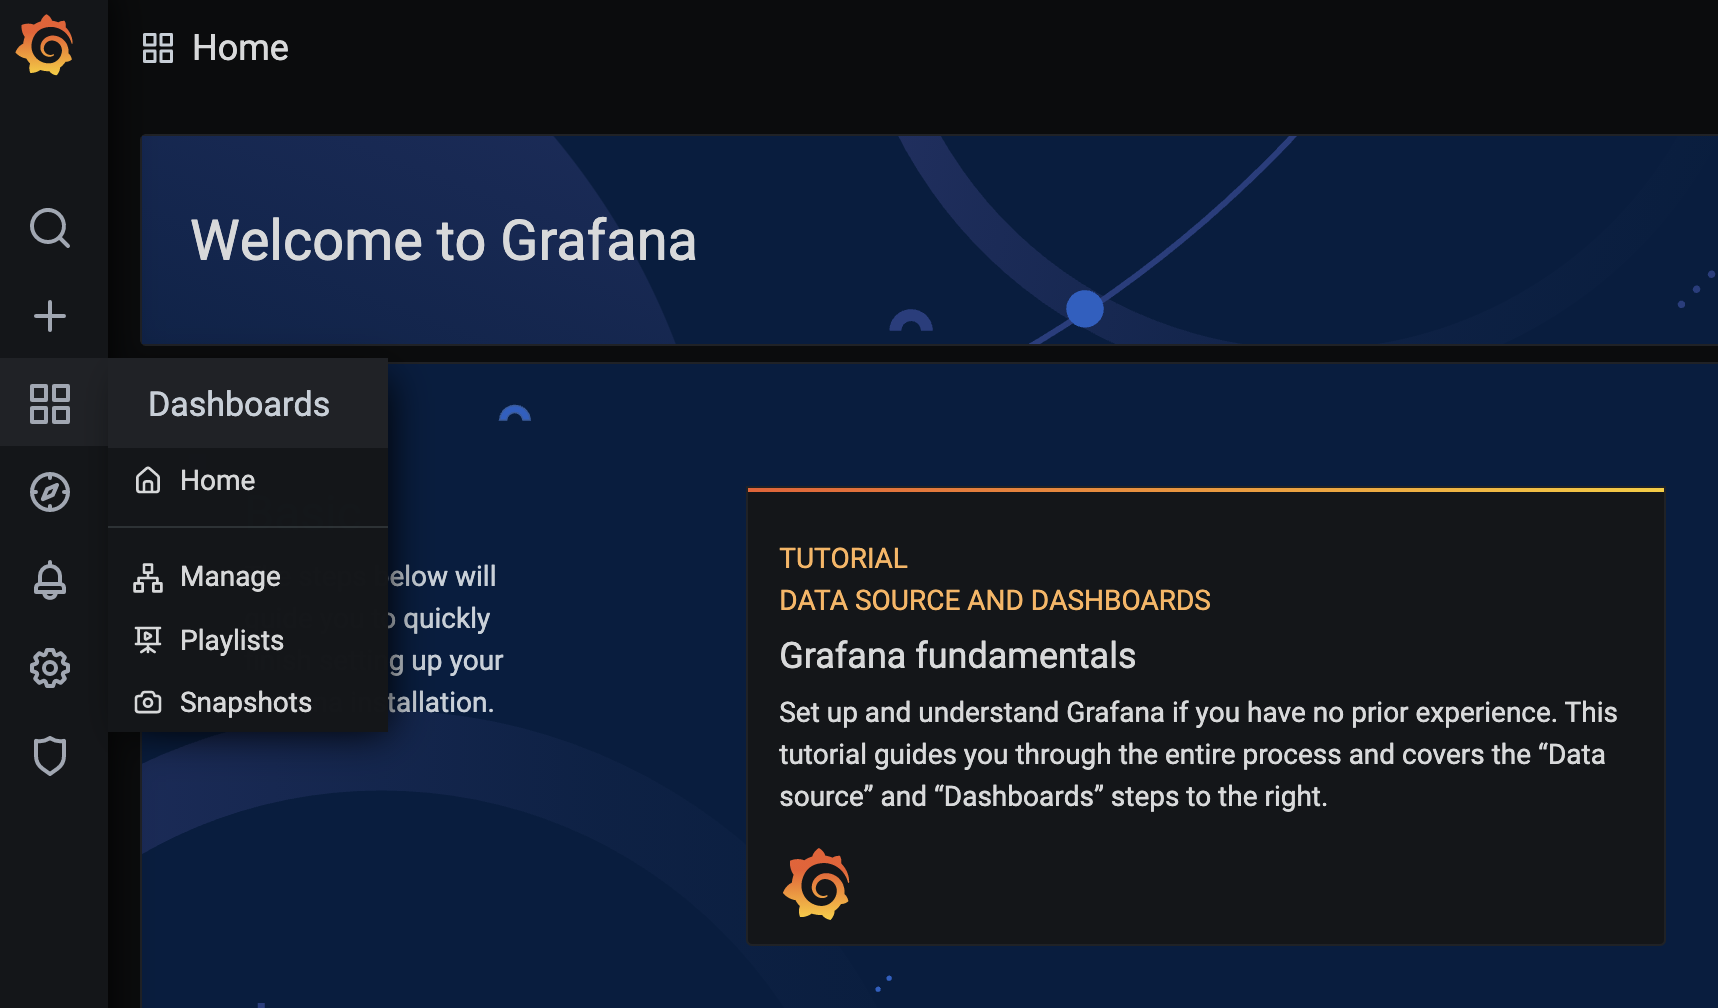 Home
Welcome to Grafana
Dashboards
Home
Manage
Playlists
Snapshots
below will
quickly
up your
TUTORIAL
DATA SOURCE AND DASHBOARDS
Grafana fundamentals
Set up and understand Grafana if you have no prior experience. This
tutorial guides you through the entire process and covers the “Data
source” and “Dashboards” steps to the right.